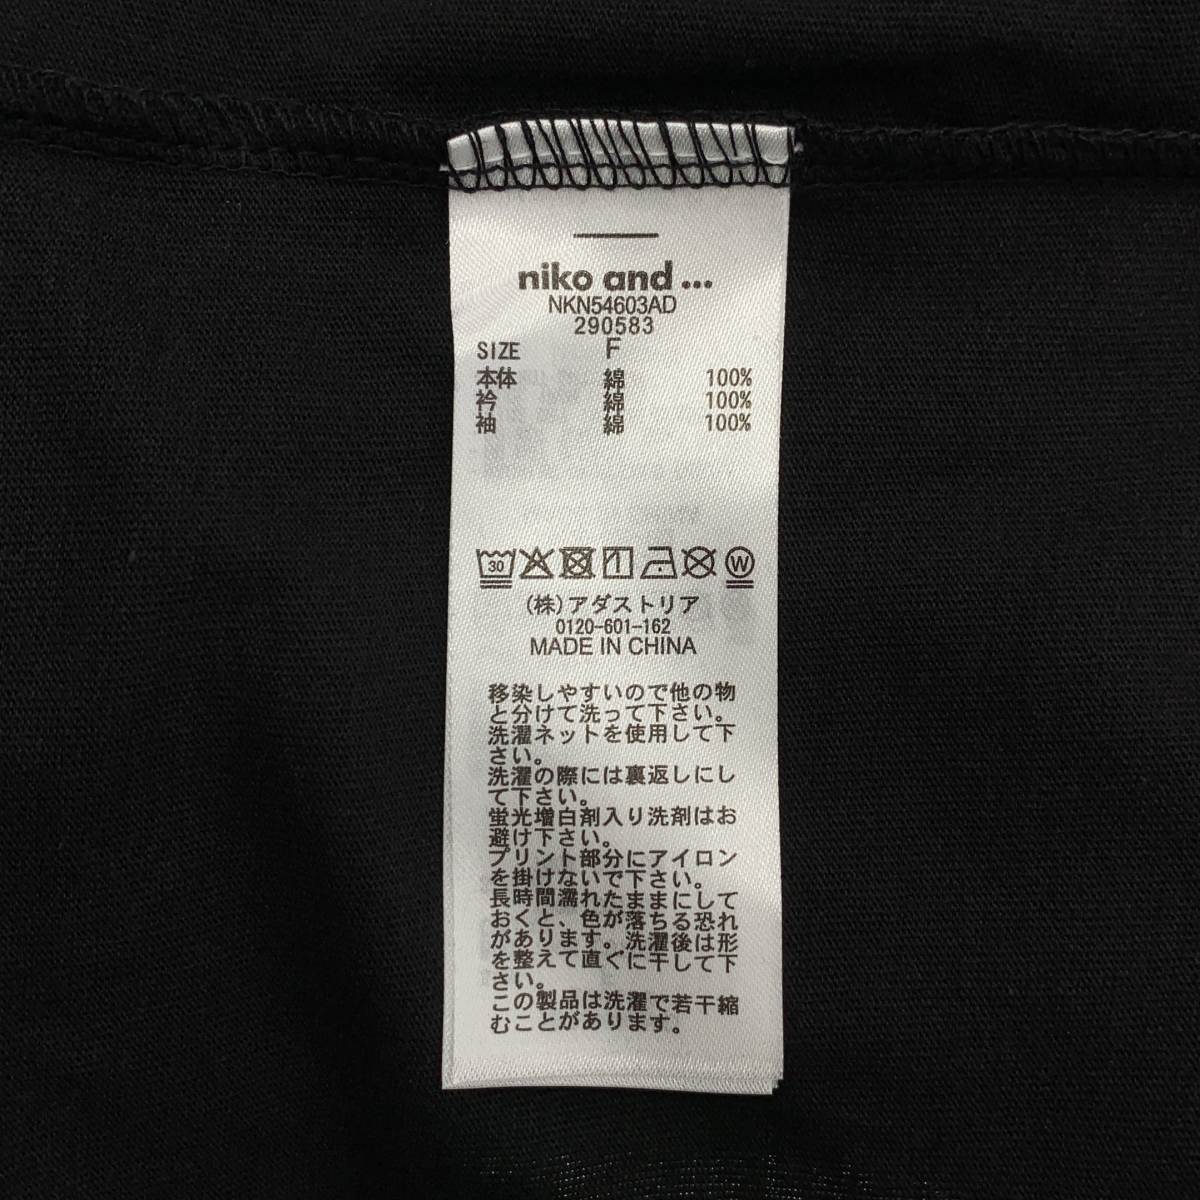 niko and ...
NKN54603AD
290583
SIZE F
本体 綿 100%
衿 綿 100%
袖 綿 100%
30 W
(株)アダストリア
0120-601-162
MADE IN CHINA
移染しやすいので他の物
と分けて洗って下さい。
洗濯ネットを使用して下
さい。
洗濯の際には裏返しにし
て下さい。
蛍光増白剤入り洗剤はお
避け下さい。
プリント部分にアイロン
を掛けないで下さい。
長時間濡れたままにして
おくと、色が落ちる恐れ
があります。洗濯後は形
を整えて直ぐに干して下
さい。
この製品は洗濯で若干縮
むことがあります。